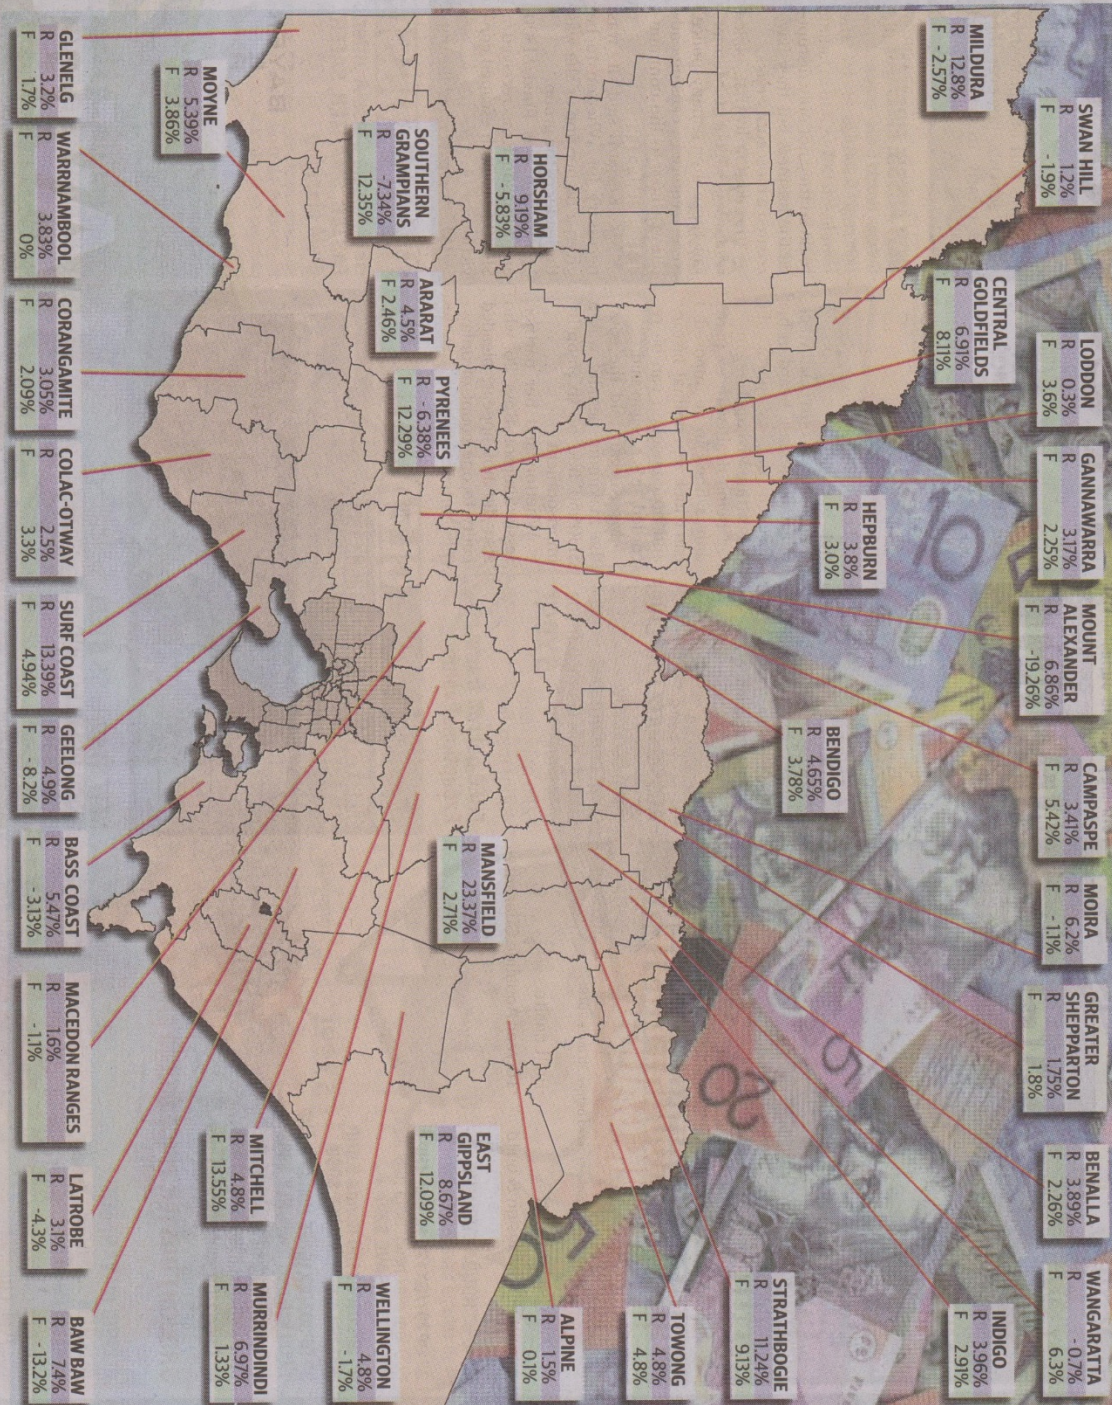 MILDURA
R 12.8%
F - 2.57%
SWAN HILL
R 1.2%
F -1.9%
CENTRAL
GOLDFIELDS
R 6.91%
F 8.11%
LODDON
R 0.3%
F 3.6%
GANNAWARRA
R 3.17%
F 2.25%
MOUNT
ALEXANDER
R 6.86%
F -19.26%
CAMPASPE
R 3.41%
F 5.42%
MOIRA
R 6.2%
F -11%
GREATER
SHEPPARTON
R 1.75%
F 1.8%
BENALLA
R 3.89%
F 2.26%
WANGARATTA
R -0.7%
F 6.3%
INDIGO
R 3.96%
F 2.91%
HEPBURN
R 3.8%
F 3.0%
BENDIGO
R 4.65%
F 3.78%
STRATHBOGIE
R 11.24%
F 9.13%
TOWONG
R 4.8%
F 4.8%
ALPINE
R 1.5%
F 0.1%
HORSHAM
R 9.19%
F - 5.83%
SOUTHERN
GRAMPIANS
R -7.34%
F 12.35%
ARARAT
R 4.5%
F 2.46%
PYRENEES
R - 6.38%
F 12.29%
MANSFIELD
R 23.37%
F 2.71%
EAST
GIPPSLAND
R 8.67%
F 12.09%
WELLINGTON
R 4.8%
F -1.7%
MOYNE
R 5.39%
F 3.86%
MITCHELL
R 4.8%
F 13.55%
MURRINDINDI
R 6.97%
F 1.33%
GLENELG
R 3.2%
F 1.7%
WARRNAMBOOL
R 3.83%
F 0%
CORANGAMITE
R 3.05%
F 2.09%
COLAC-OTWAY
R 2.5%
F 3.3%
SURF COAST
R 13.39%
F 4.94%
GEELONG
R 4.9%
F - 8.2%
BASS COAST
R 5.47%
F -3.13%
MACEDON RANGES
R 1.6%
F -1.1%
LATROBE
R 3.1%
F -4.3%
BAW BAW
R 7.4%
F -13.2%
10
5
20
50